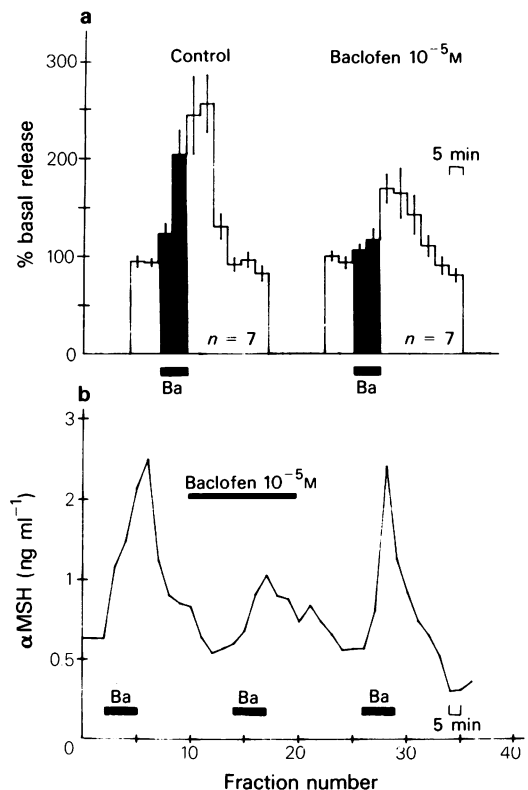 a
Control
Baclofen 10⁻⁵M
300
200
100
0
% basal release
5 min
n = 7
n = 7
Ba
Ba
b
3
2
1
0 5
0
αMSH (ng ml⁻¹)
Baclofen 10⁻⁵M
Ba
Ba
Ba
5 min
10
20
30
40
Fraction number